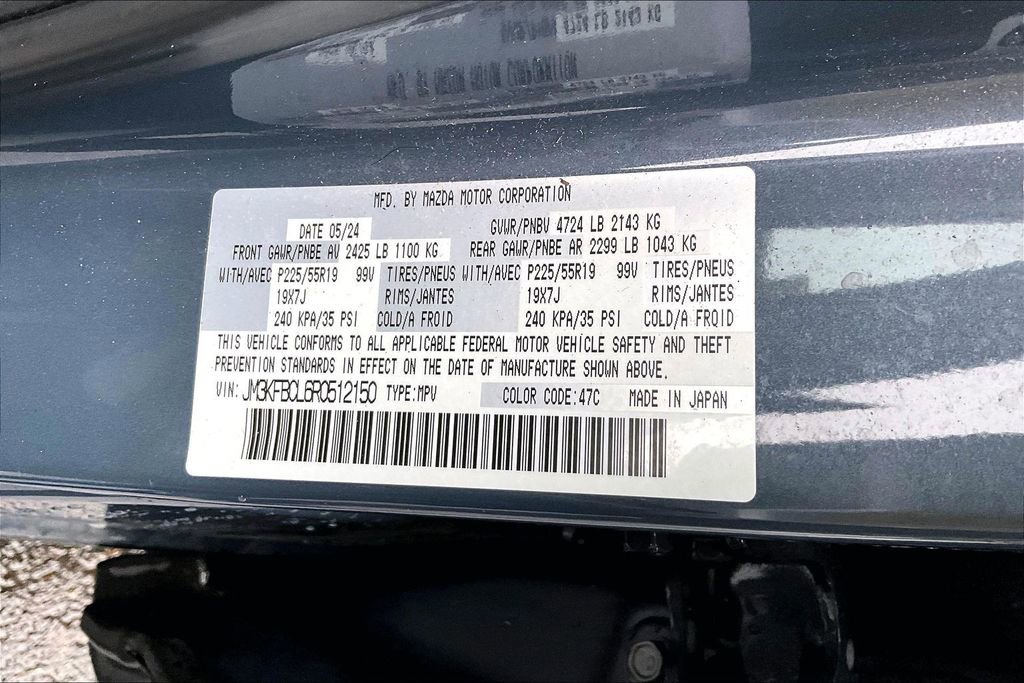 MFD. BY MAZDA MOTOR CORPORATION
DATE 05/24 GVWR/PNBV 4724 LB 2143 KG
FRONT GAWR/PNBE AV 2425 LB 1100 KG REAR GAWR/PNBE AR 2299 LB 1043 KG
WITH/AVEC P225/55R19 99V TIRES/PNEUS WITH/AVEC P225/55R19 99V TIRES/PNEUS
19X7J RIMS/JANTES 19X7J RIMS/JANTES
240 KPA/35 PSI COLD/A FROID 240 KPA/35 PSI COLD/A FROID
THIS VEHICLE CONFORMS TO ALL APPLICABLE FEDERAL MOTOR VEHICLE SAFETY AND THEFT
PREVENTION STANDARDS IN EFFECT ON THE DATE OF MANUFACTURE SHOWN ABOVE.
VIN: JM3KFBCL6R0512150 TYPE:MPV COLOR CODE:47C MADE IN JAPAN